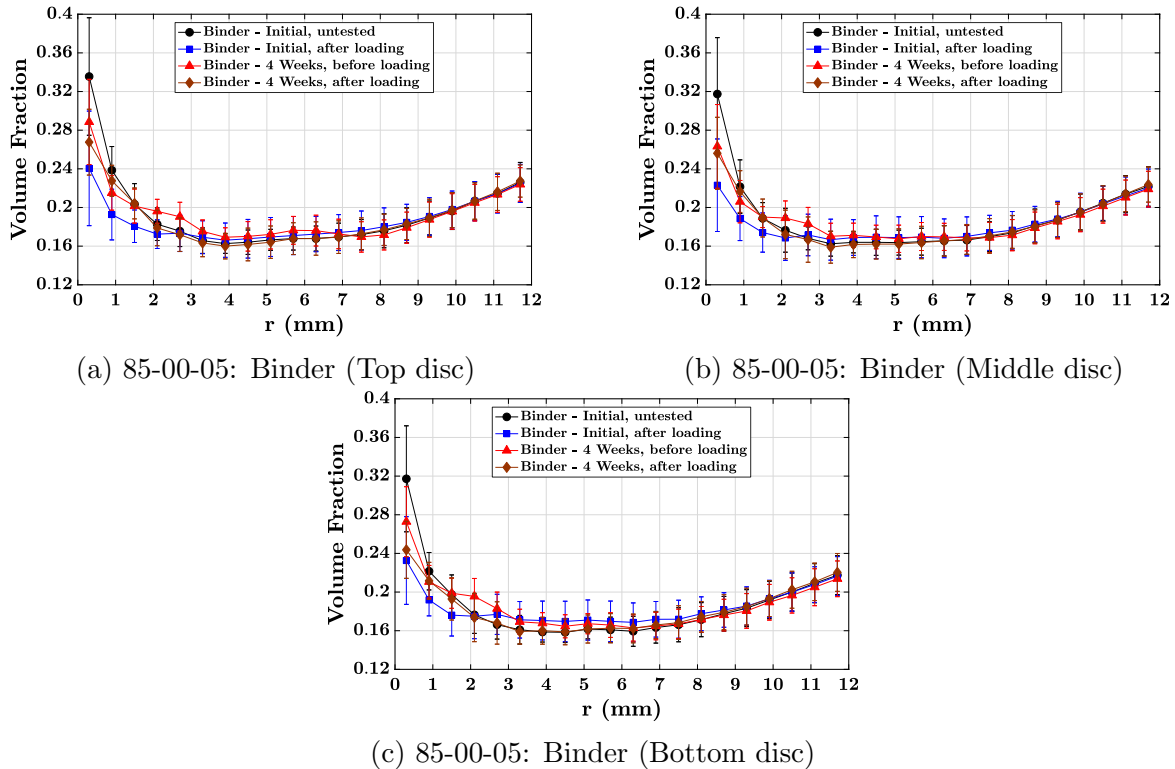 0.4
0.36
0.32
0.28
0.24
0.2
0.16
0.12
Volume Fraction
Binder - Initial, untested
Binder - Initial, after loading
Binder - 4 Weeks, before loading
Binder - 4 Weeks, after loading
0 1 2 3 4 5 6 7 8 9 10 11 12
r (mm)
(a) 85-00-05: Binder (Top disc)
0.4
0.36
0.32
0.28
0.24
0.2
0.16
0.12
Volume Fraction
Binder - Initial, untested
Binder - Initial, after loading
Binder - 4 Weeks, before loading
Binder - 4 Weeks, after loading
0 1 2 3 4 5 6 7 8 9 10 11 12
r (mm)
(b) 85-00-05: Binder (Middle disc)
0.4
0.36
0.32
0.28
0.24
0.2
0.16
0.12
Volume Fraction
Binder - Initial, untested
Binder - Initial, after loading
Binder - 4 Weeks, before loading
Binder - 4 Weeks, after loading
0 1 2 3 4 5 6 7 8 9 10 11 12
r (mm)
(c) 85-00-05: Binder (Bottom disc)